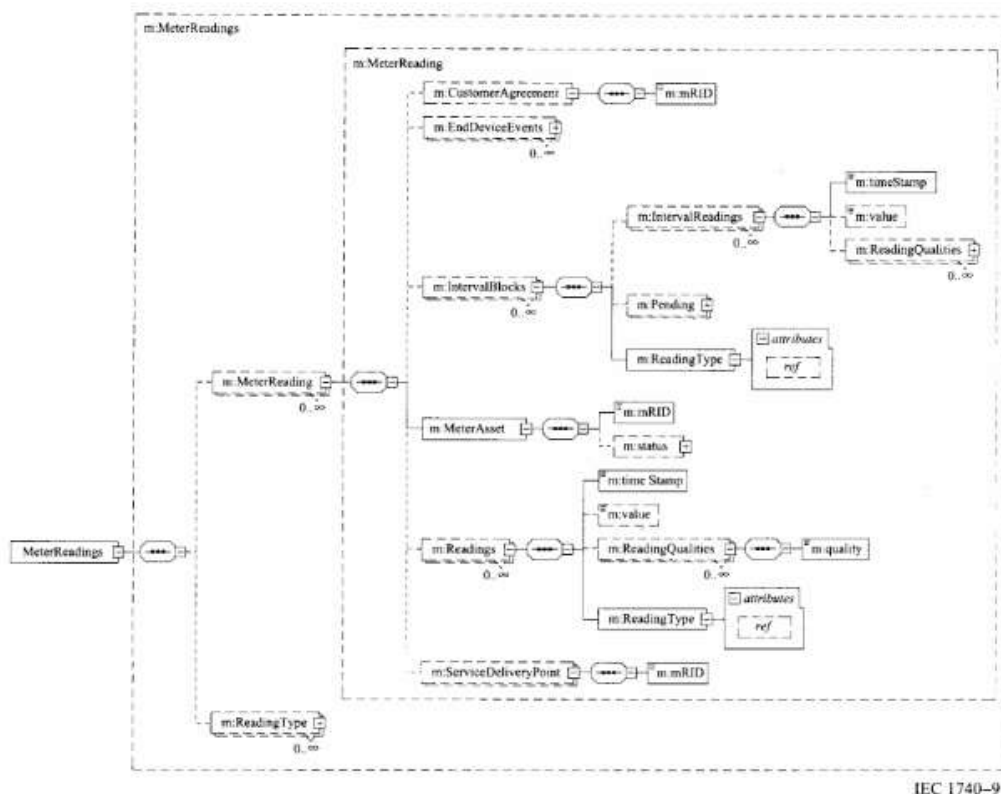 m:MeterReadings
m:MeterReading
m:CustomerAgreement
m:mRID
m:EndDeviceEvents
0..∞
m:timeStamp
m:IntervalReadings
0..∞
m:value
m:ReadingQualities
0..∞
m:IntervalBlocks
0..∞
m:Pending
m:ReadingType
attributes
ref
m:MeterReading
0..∞
m:MeterAsset
m:mRID
m:status
m:time Stamp
m:value
MeterReadings
m:Readings
0..∞
m:ReadingQualities
0..∞
m:quality
m:ReadingType
attributes
ref
m:ServiceDeliveryPoint
m:mRID
m:ReadingType
0..∞
IEC 1740-9